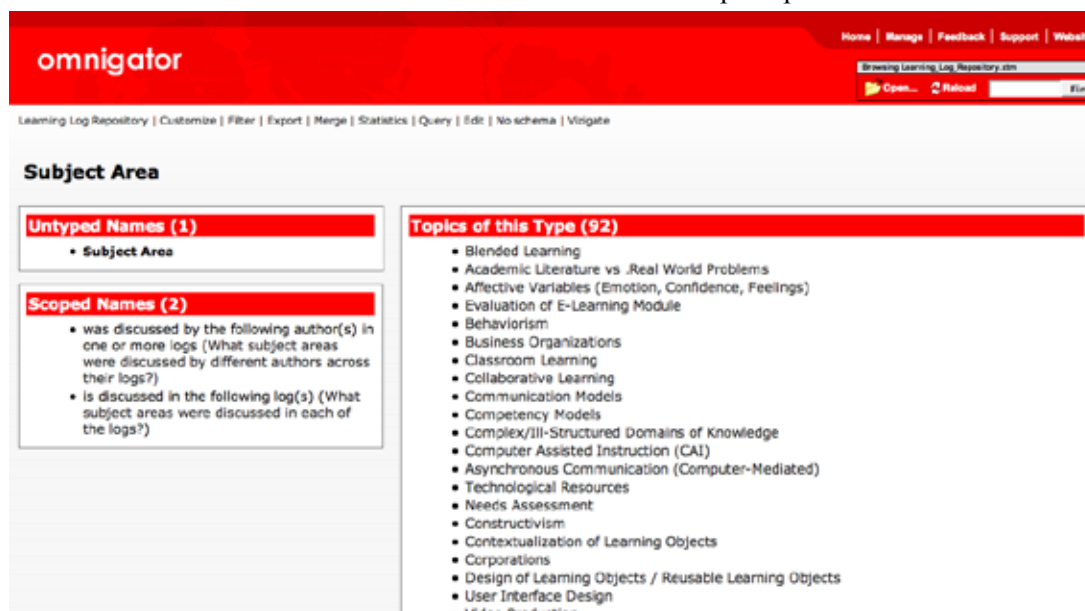 Home | Manage | Feedback | Support | Website
omnigator
Browsing Learning_Log_Repository.xtm
Open... Reload Fin
Learning Log Repository | Customize | Filter | Export | Merge | Statistics | Query | Edit | No schema | Vizigate
Subject Area
Untyped Names (1)
• Subject Area
Scoped Names (2)
• was discussed by the following author(s) in
one or more logs (What subject areas
were discussed by different authors across
their logs?)
• is discussed in the following log(s) (What
subject areas were discussed in each of
the logs?)
Topics of this Type (92)
• Blended Learning
• Academic Literature vs .Real World Problems
• Affective Variables (Emotion, Confidence, Feelings)
• Evaluation of E-Learning Module
• Behaviorism
• Business Organizations
• Classroom Learning
• Collaborative Learning
• Communication Models
• Competency Models
• Complex/Ill-Structured Domains of Knowledge
• Computer Assisted Instruction (CAI)
• Asynchronous Communication (Computer-Mediated)
• Technological Resources
• Needs Assessment
• Constructivism
• Contextualization of Learning Objects
• Corporations
• Design of Learning Objects / Reusable Learning Objects
• User Interface Design
• Video Production